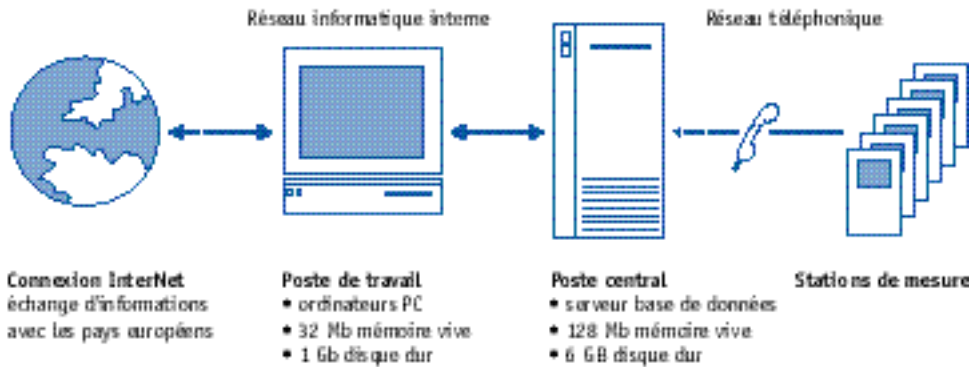 Réseau informatique interne
Réseau téléphonique
Connexion InterNet
échange d'informations
avec les pays européens
Poste de travail
• ordinateurs PC
• 32 Mb mémoire vive
• 1 Gb disque dur
Poste central
• serveur base de données
• 128 Mb mémoire vive
• 6 GB disque dur
Stations de mesure